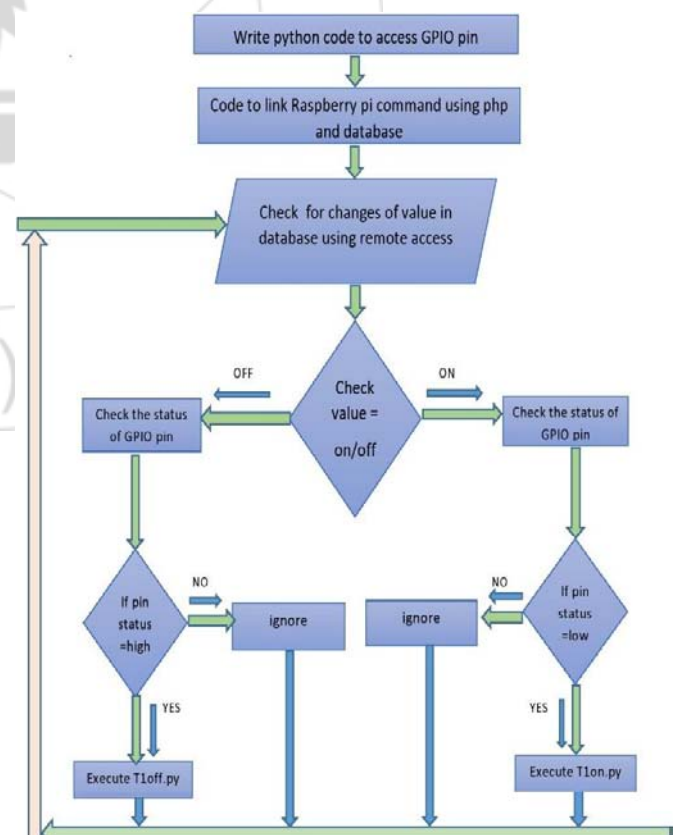 Write python code to access GPIO pin
Code to link Raspberry pi command using php
and database
Check for changes of value in
database using remote access
OFF
ON
Check
value =
on/off
Check the status
of GPIO pin
Check the status of
GPIO pin
If pin
status
=high
NO
ignore
ignore
NO
If pin
status
=low
YES
YES
Execute T1off.py
Execute T1on.py